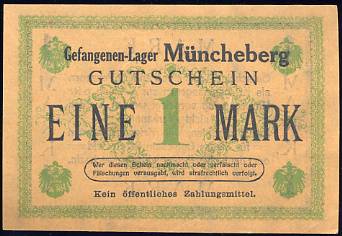 Gefangenen-Lager Müncheberg
GUTSCHEIN
EINE 1 MARK
Wer diesen Schein nachmacht oder verfälscht oder
Fälschungen verausgabt, wird strafrechtlich verfolgt.
Kein öffentliches Zahlungsmittel.